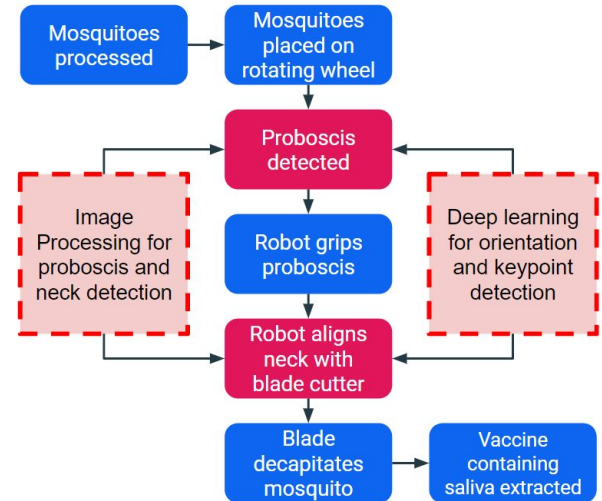 Mosquitoes
processed
Mosquitoes
placed on
rotating wheel
Proboscis
detected
Image
Processing for
proboscis and
neck detection
Robot grips
proboscis
Deep learning
for orientation
and keypoint
detection
Robot aligns
neck with
blade cutter
Blade
decapitates
mosquito
Vaccine
containing
saliva extracted